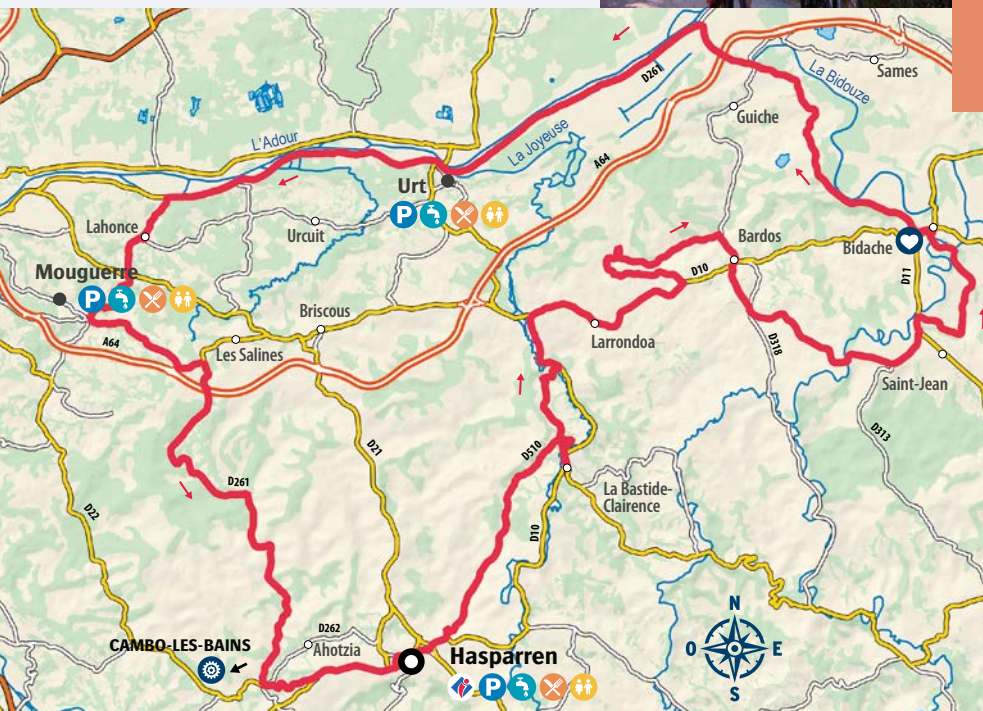 Sames
D261
La Bidouze
Guiche
L'Adour
La Joyeuse
A64
Urt
P
Lahonce
Urcuit
Bardos
Bidache
Mouguerre
P
D10
D11
Briscous
A64
Les Salines
Larrondoa
D318
Saint-Jean
D313
D21
D510
D261
La Bastide-
Clairence
D22
D10
N
O
E
S
D262
CAMBO-LES-BAINS
Ahotzia
Hasparren
P